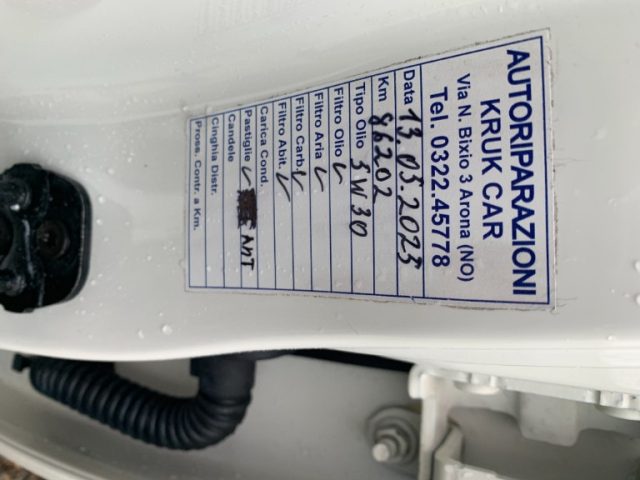 AUTORIPARAZIONI
KRUK CAR
Via N. Bixio 3 Arona (NO)
Tel. 0322.45778
Data 13.05.2023
Km 86202
Tipo Olio 5W30
Filtro Olio ✓
Filtro Aria ✓
Filtro Carb. ✓
Filtro Abit. ✓
Carica Cond.
Pastiglie ✓ ANT
Candele
Cinghia Distr.
Pross. Contr. a Km.